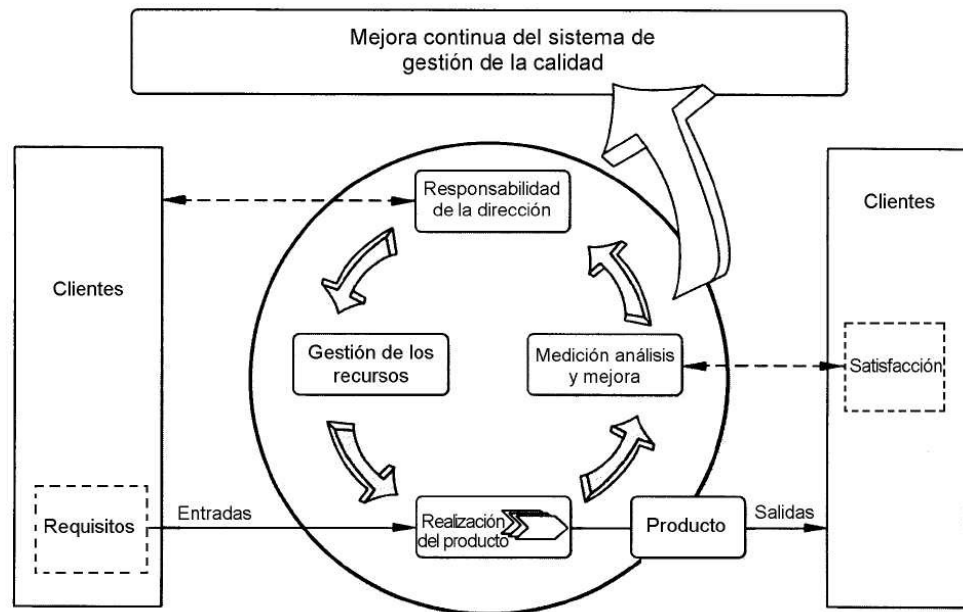 Mejora continua del sistema de
gestión de la calidad
Responsabilidad
de la dirección
Clientes
Clientes
Gestión de los
recursos
Medición análisis
y mejora
Satisfacción
Requisitos
Entradas
Realización
del producto
Producto
Salidas